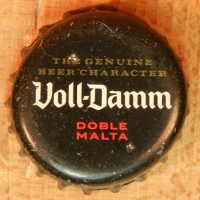 THE GENUINE
BEER CHARACTER
Voll-Damm
DOBLE
MALTA